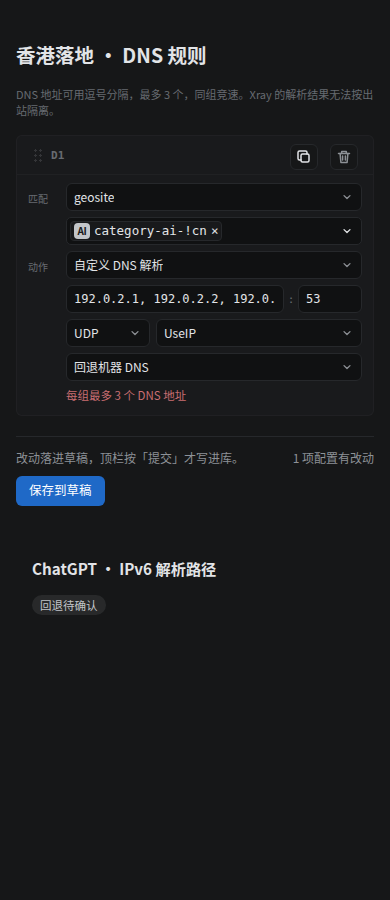 香港落地 · DNS 规则
DNS 地址可用逗号分隔，最多 3 个，同组竞速。Xray 的解析结果无法按出
站隔离。
D1
匹配
geosite
AI category-ai-!cn ×
动作
自定义 DNS 解析
192.0.2.1, 192.0.2.2, 192.0. : 53
UDP UseIP
回退机器 DNS
每组最多 3 个 DNS 地址
改动落进草稿，顶栏按「提交」才写进库。 1 项配置有改动
保存到草稿
ChatGPT · IPv6 解析路径
回退待确认